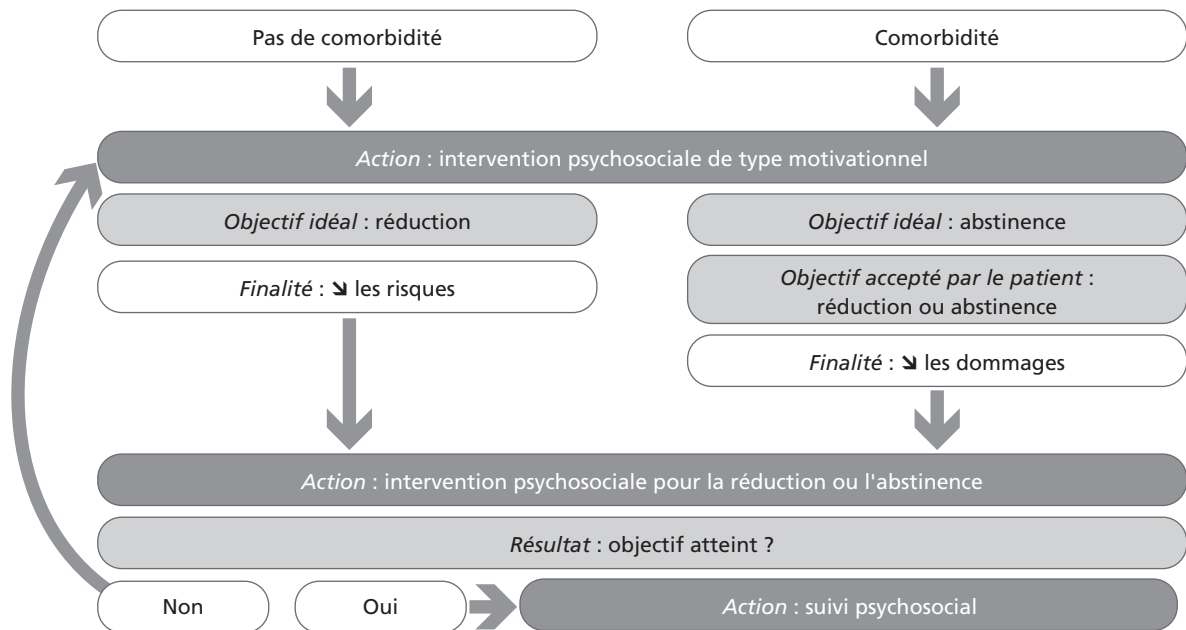 Pas de comorbidité
Comorbidité
Action : intervention psychosociale de type motivationnel
Objectif idéal : réduction
Objectif idéal : abstinence
Finalité : ➘ les risques
Objectif accepté par le patient :
réduction ou abstinence
Finalité : ➘ les dommages
Action : intervention psychosociale pour la réduction ou l'abstinence
Résultat : objectif atteint ?
Non
Oui
Action : suivi psychosocial